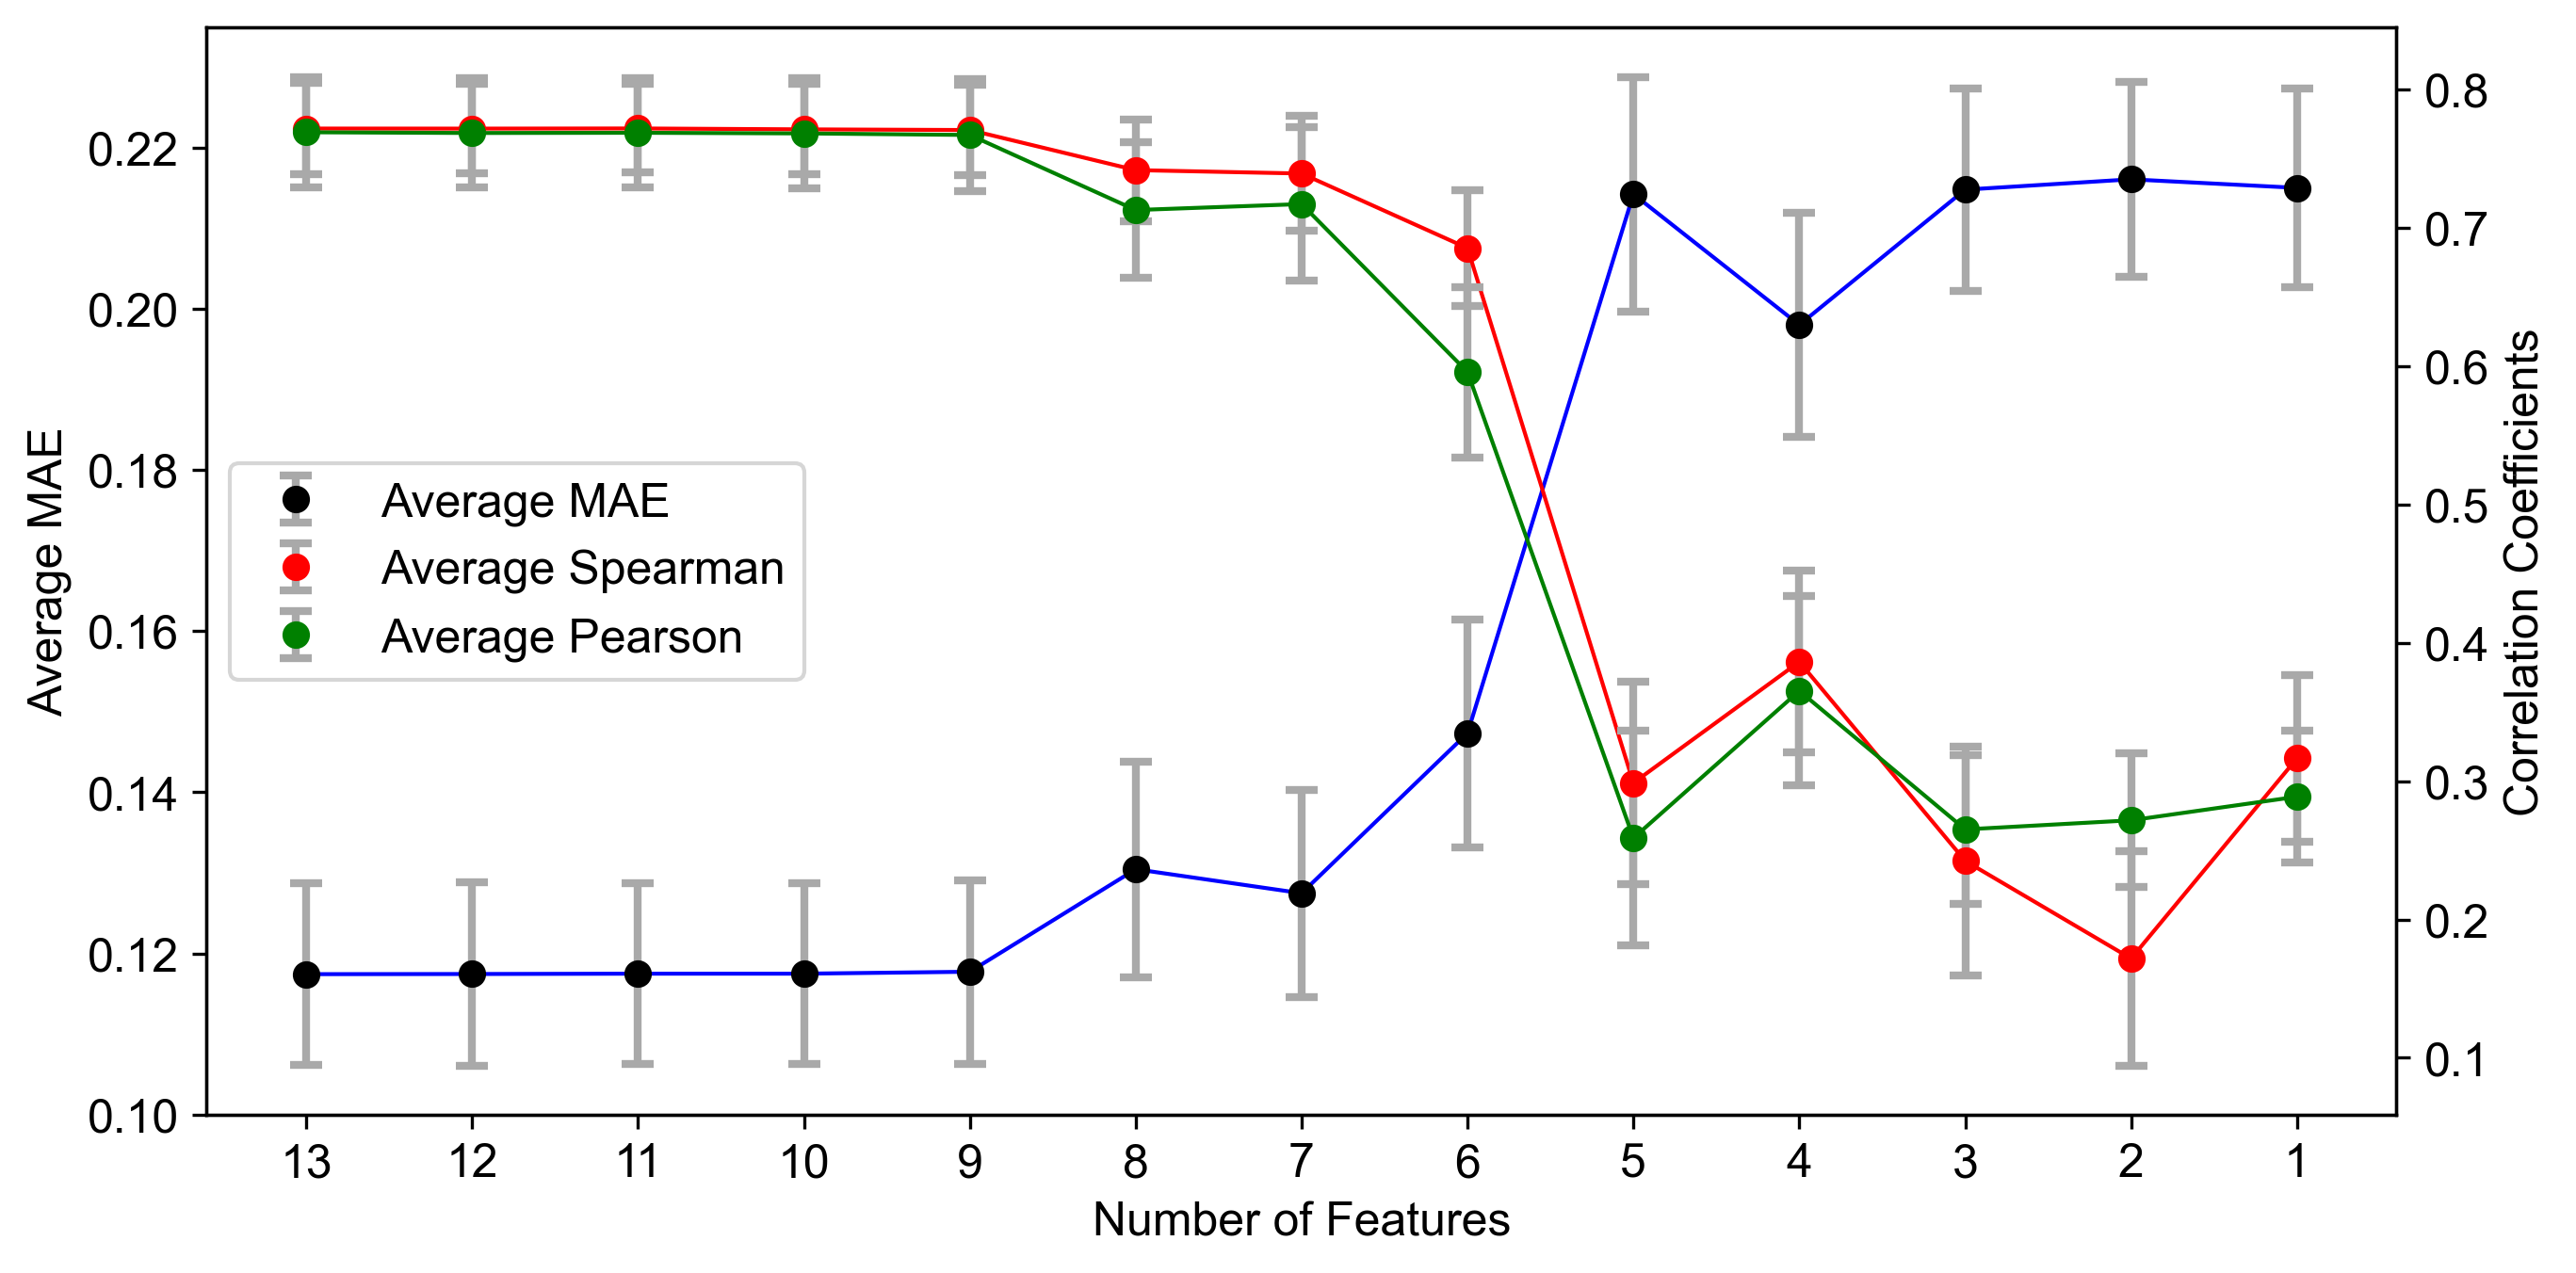 0.22
0.20
0.18
0.16
0.14
0.12
0.10
Average MAE
Average MAE
Average Spearman
Average Pearson
0.8
0.7
0.6
0.5
0.4
0.3
0.2
0.1
Correlation Coefficients
13 12 11 10 9 8 7 6 5 4 3 2 1
Number of Features